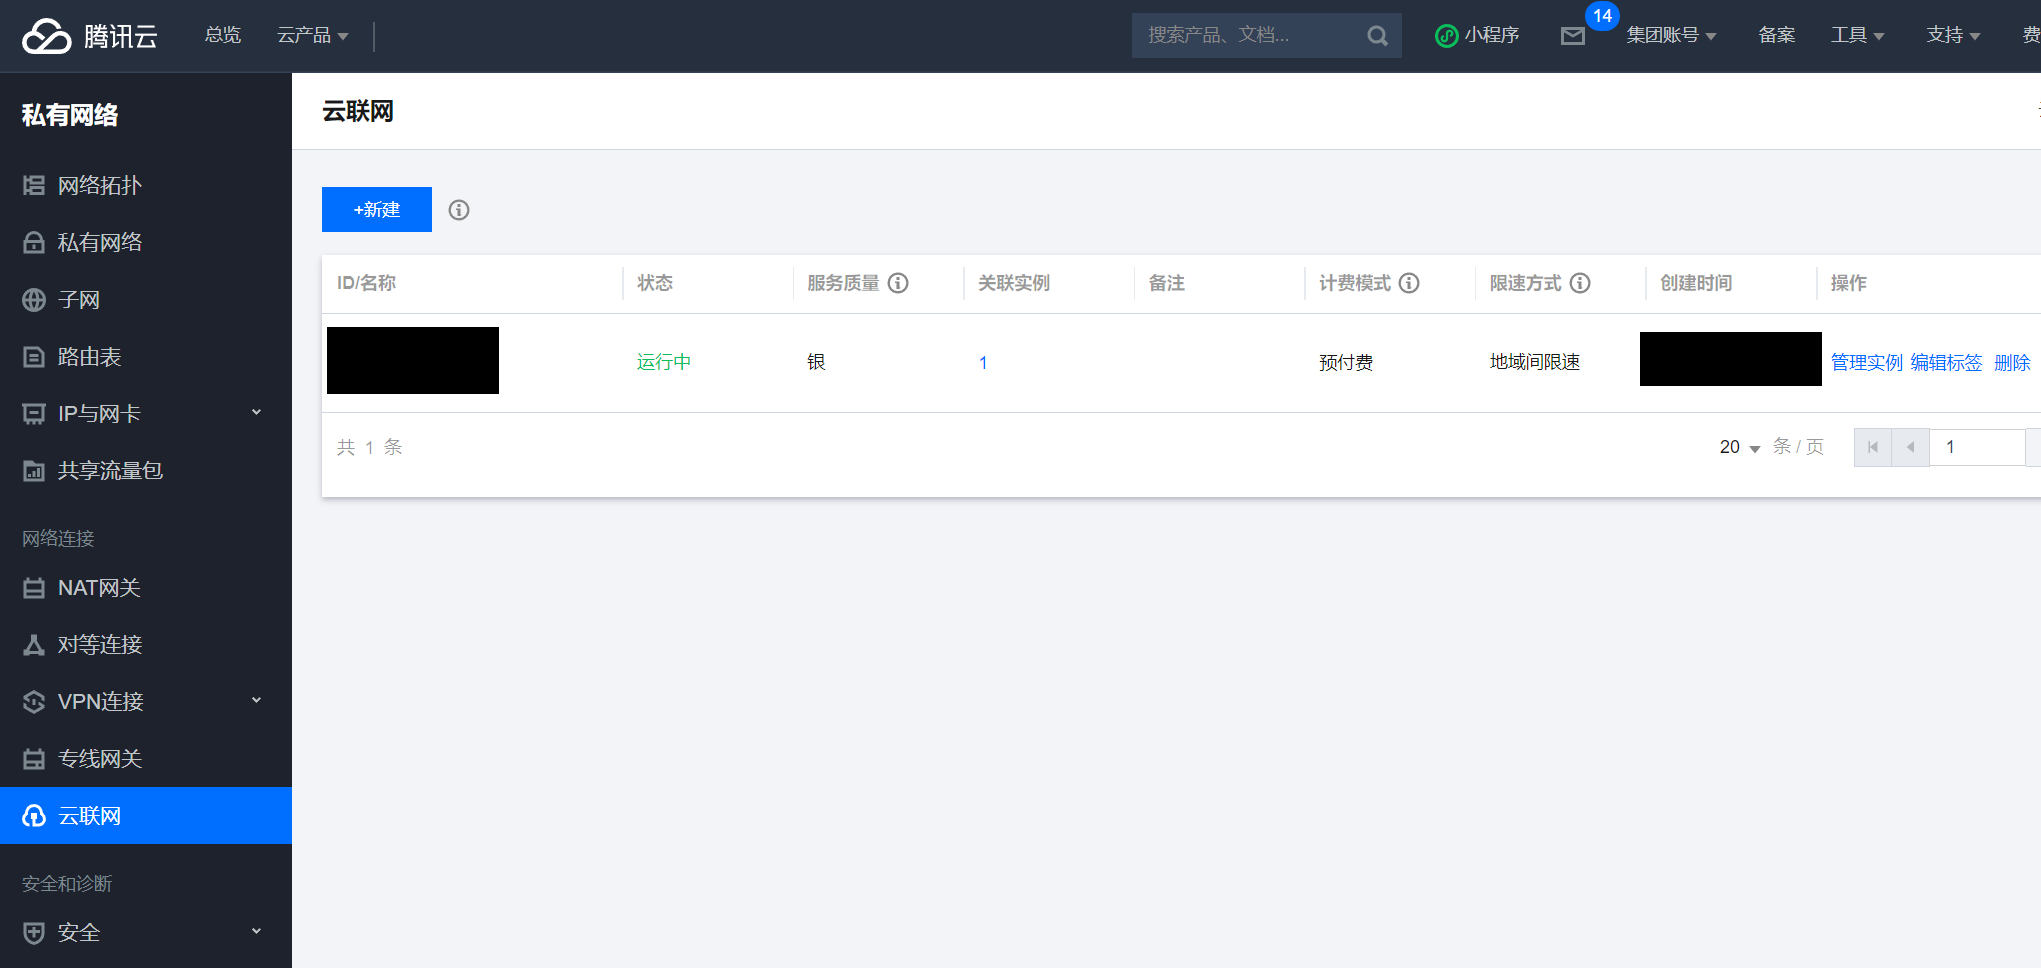 腾讯云 总览 云产品 搜索产品、文档... 小程序 14 集团账号 备案 工具 支持 费
私有网络
网络拓扑
私有网络
子网
路由表
IP与网卡
共享流量包
网络连接
NAT网关
对等连接
VPN连接
专线网关
云联网
安全和诊断
安全
云联网
+新建
ID/名称 状态 服务质量 关联实例 备注 计费模式 限速方式 创建时间 操作
运行中 银 1 预付费 地域间限速 管理实例 编辑标签 删除
共 1 条 20 条 / 页 1